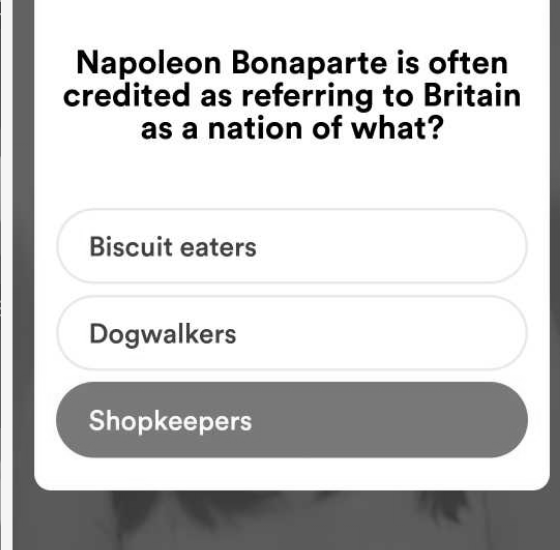 Napoleon Bonaparte is often
credited as referring to Britain
as a nation of what?
Biscuit eaters
Dogwalkers
Shopkeepers